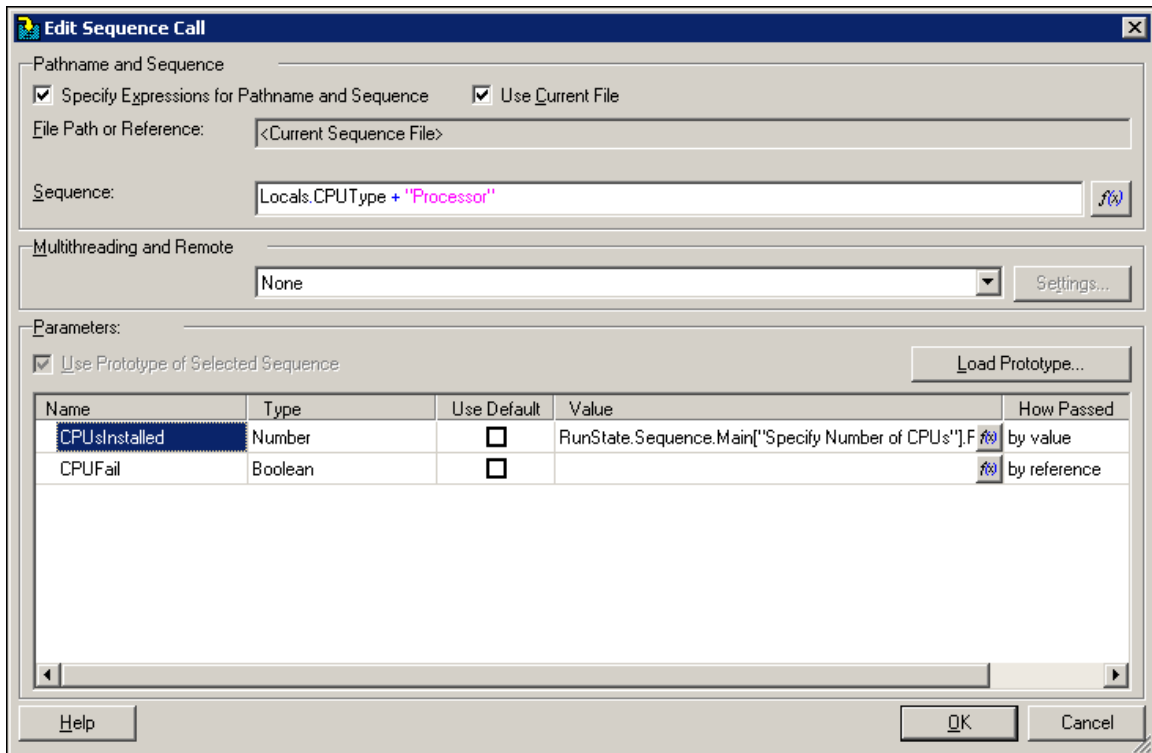 Edit Sequence Call
Pathname and Sequence
Specify Expressions for Pathname and Sequence Use Current File
File Path or Reference: <Current Sequence File>
Sequence: Locals.CPUType + "Processor" f(x)
Multithreading and Remote
None Settings...
Parameters:
Use Prototype of Selected Sequence Load Prototype...
Name Type Use Default Value How Passed
CPUsInstalled Number RunState.Sequence.Main["Specify Number of CPUs"].F f(x) by value
CPUFail Boolean f(x) by reference
Help OK Cancel